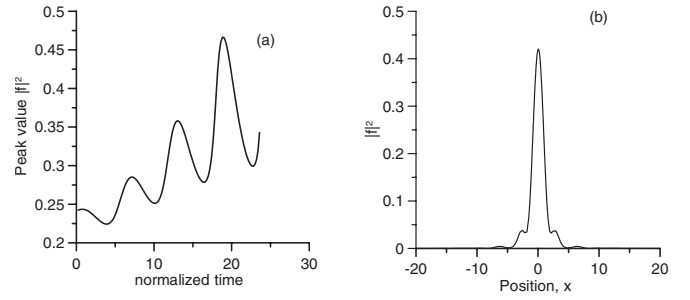 (a)
Peak value |f|²
0.5
0.45
0.4
0.35
0.3
0.25
0.2
0 10 20 30
normalized time
(b)
|f|²
0.5
0.4
0.3
0.2
0.1
0
-20 -10 0 10 20
Position, x